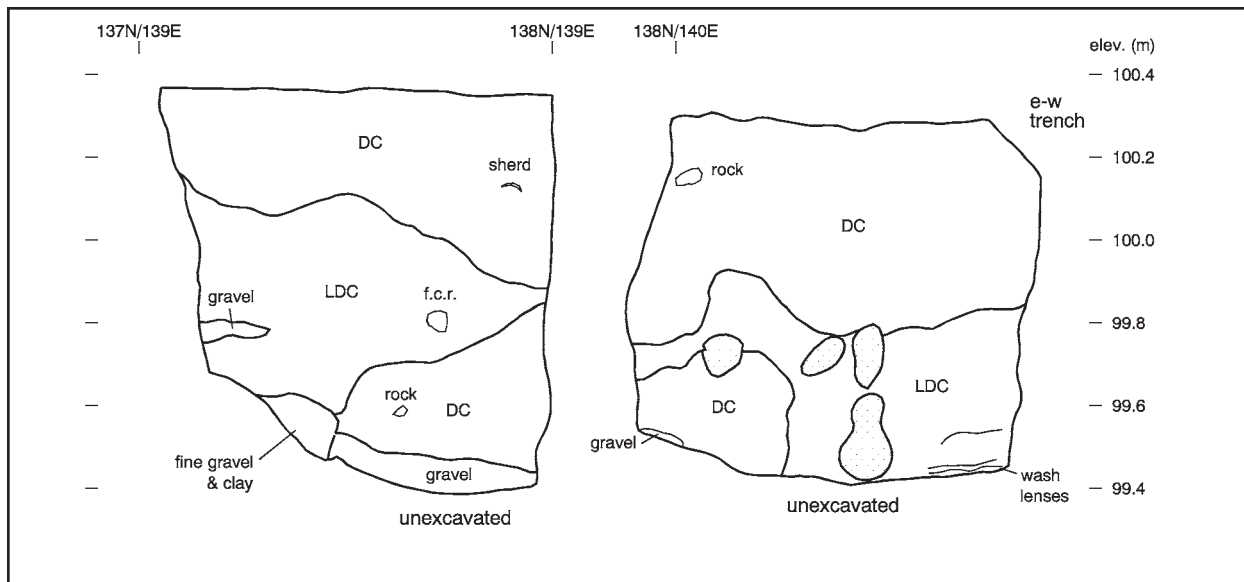 137N/139E
138N/139E
138N/140E
elev. (m)
100.4
e-w
trench
DC
sherd
100.2
rock
100.0
DC
gravel
LDC
f.c.r.
99.8
rock
DC
99.6
DC
LDC
gravel
fine gravel
& clay
gravel
wash
lenses
99.4
unexcavated
unexcavated